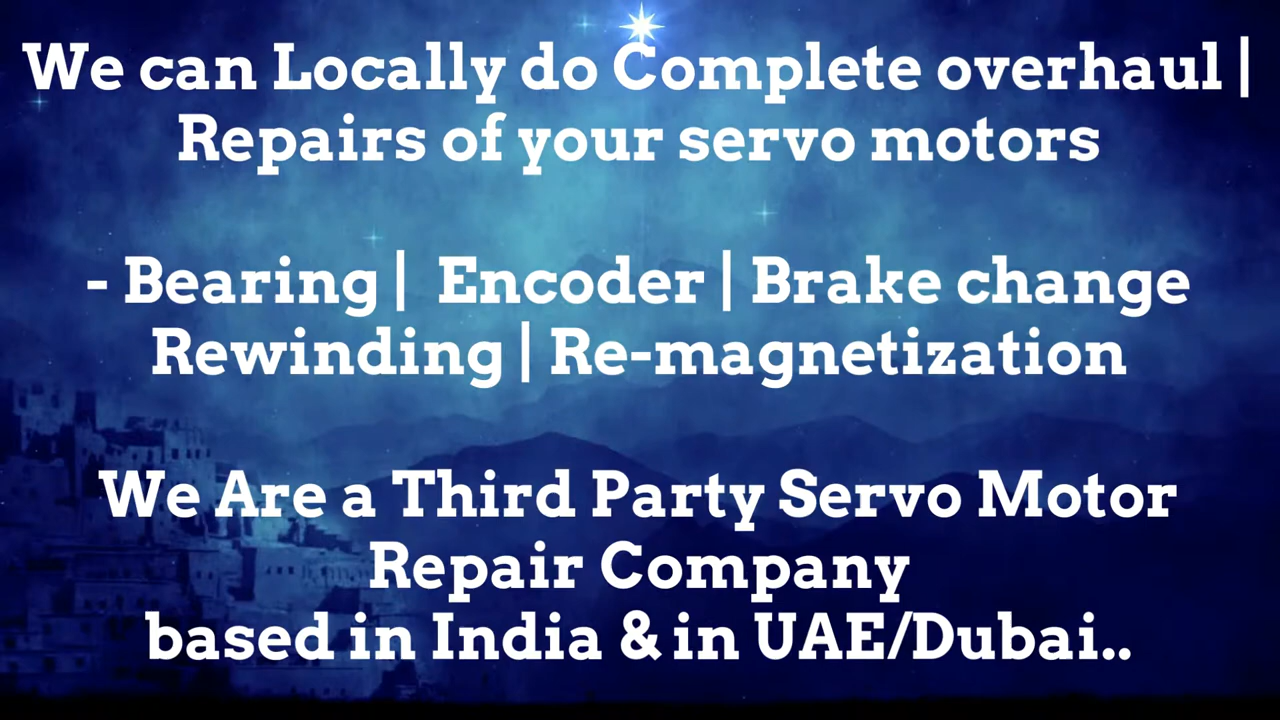 We can Locally do Complete overhaul |
Repairs of your servo motors
- Bearing | Encoder | Brake change
Rewinding | Re-magnetization
We Are a Third Party Servo Motor
Repair Company
based in India & in UAE/Dubai..